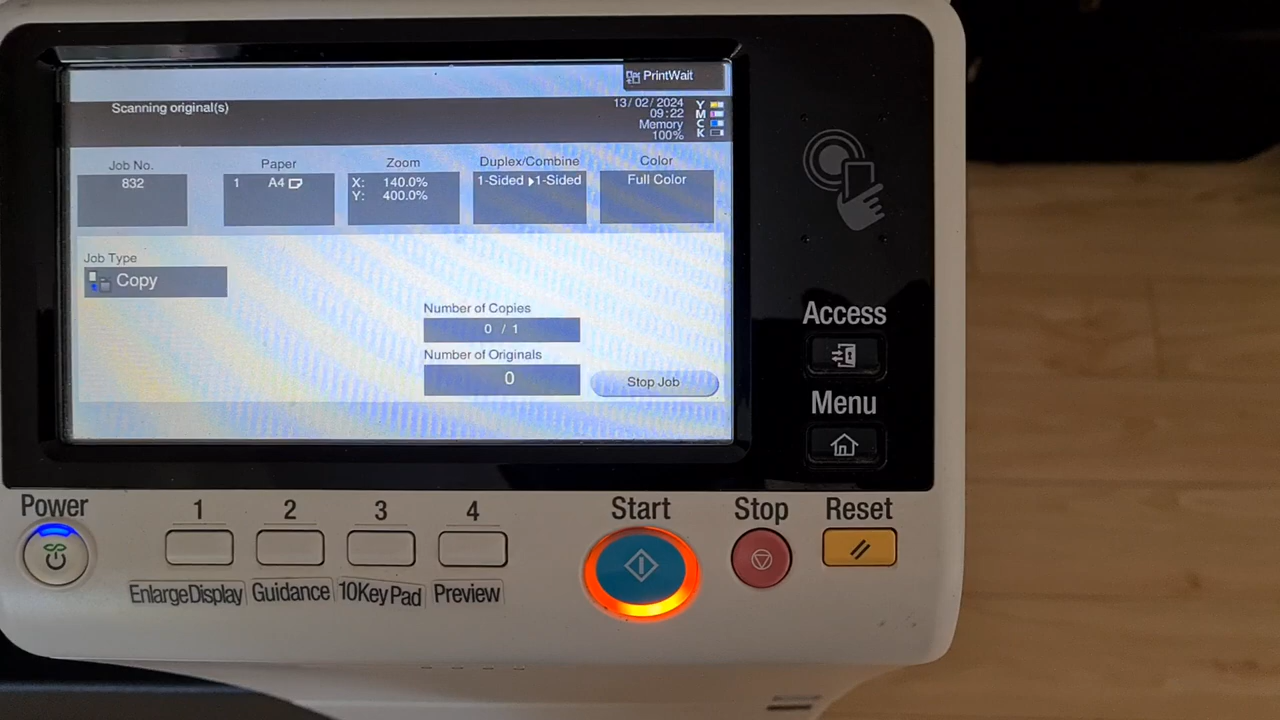 PrintWait
Scanning original(s)
13/02/2024
09:22
Memory
100%
Y
M
C
K
Job No.
832
Paper
1 A4
Zoom
X: 140.0%
Y: 400.0%
Duplex/Combine
1-Sided 1-Sided
Color
Full Color
Job Type
Copy
Number of Copies
0 / 1
Number of Originals
0
Stop Job
Access
Menu
Power
1
2
3
4
Start
Stop
Reset
EnlargeDisplay
Guidance
10KeyPad
Preview